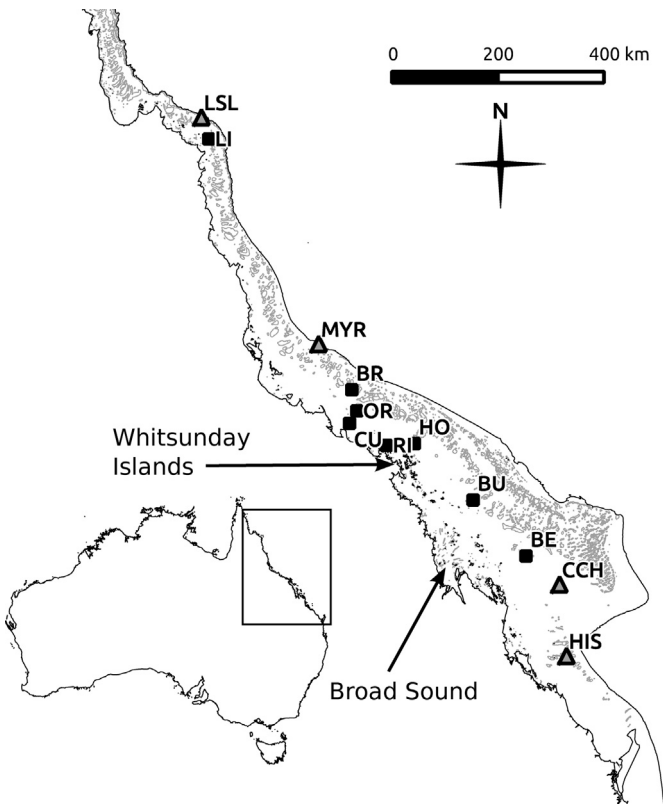 0 200 400 km
N
LSL
LI
MYR
BR
OR
CU RI HO
Whitsunday
Islands
BU
BE
CCH
HIS
Broad Sound